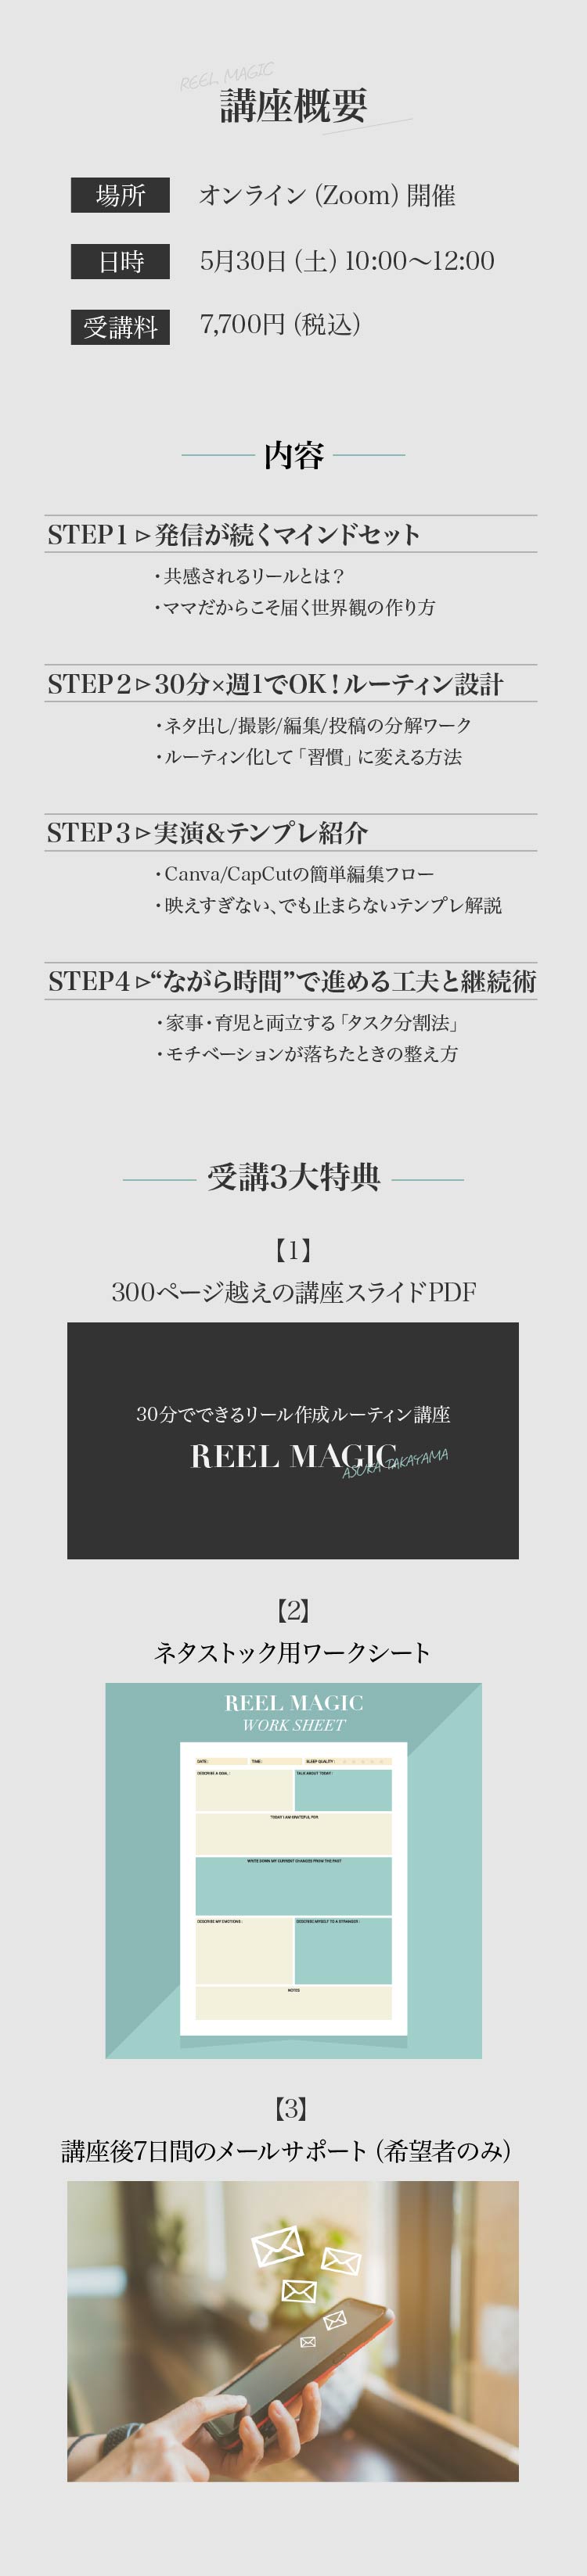 REEL MAGIC
講座概要
場所 オンライン（Zoom）開催
日時 5月30日（土）10:00〜12:00
受講料 7,700円（税込）
内容
STEP1▷発信が続くマインドセット
・共感されるリールとは？
・ママだからこそ届く世界観の作り方
STEP2▷30分×週1でOK！ルーティン設計
・ネタ出し/撮影/編集/投稿の分解ワーク
・ルーティン化して「習慣」に変える方法
STEP3▷実演&テンプレ紹介
・Canva/CapCutの簡単編集フロー
・映えすぎない、でも止まらないテンプレ解説
STEP4▷“ながら時間”で進める工夫と継続術
・家事・育児と両立する「タスク分割法」
・モチベーションが落ちたときの整え方
受講3大特典
【1】
300ページ越えの講座スライドPDF
30分でできるリール作成ルーティン講座
REEL MAGIC
ASUKA TAKAYAMA
【2】
ネタストック用ワークシート
REEL MAGIC
WORK SHEET
DATE: TIME: SLEEP QUALITY:
DESCRIBE A GOAL: TALK ABOUT TODAY:
TODAY I AM GRATEFUL FOR
WRITE DOWN MY CURRENT CHANGES FROM THE PAST
DESCRIBE MY EMOTIONS: DESCRIBE MYSELF TO A STRANGER:
NOTES
【3】
講座後7日間のメールサポート（希望者のみ）